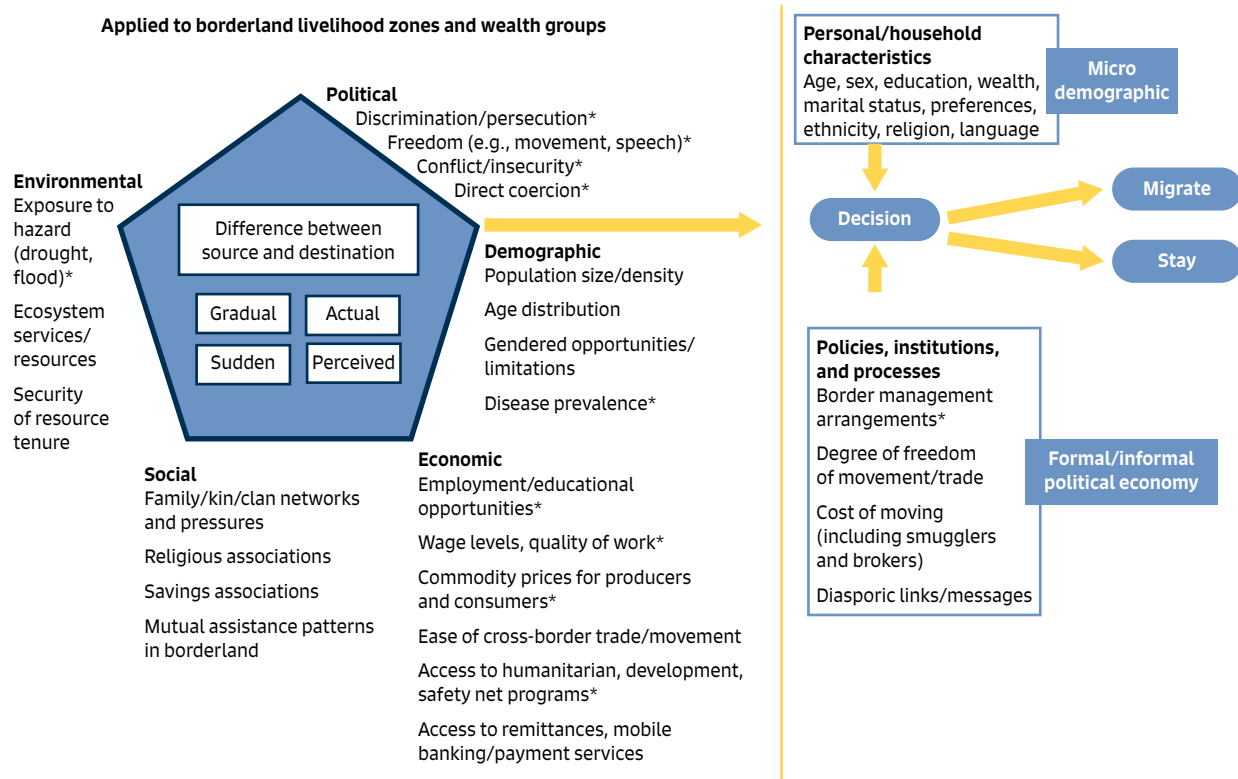 Applied to borderland livelihood zones and wealth groups
Political
Discrimination/persecution*
Freedom (e.g., movement, speech)*
Conflict/insecurity*
Direct coercion*
Environmental
Exposure to
hazard
(drought,
flood)*
Ecosystem
services/
resources
Security
of resource
tenure
Difference between
source and destination
Gradual
Actual
Sudden
Perceived
Demographic
Population size/density
Age distribution
Gendered opportunities/
limitations
Disease prevalence*
Social
Family/kin/clan networks
and pressures
Religious associations
Savings associations
Mutual assistance patterns
in borderland
Economic
Employment/educational
opportunities*
Wage levels, quality of work*
Commodity prices for producers
and consumers*
Ease of cross-border trade/movement
Access to humanitarian, development,
safety net programs*
Access to remittances, mobile
banking/payment services
Personal/household
characteristics
Age, sex, education, wealth,
marital status, preferences,
ethnicity, religion, language
Micro
demographic
Decision
Migrate
Stay
Policies, institutions,
and processes
Border management
arrangements*
Degree of freedom
of movement/trade
Cost of moving
(including smugglers
and brokers)
Diasporic links/messages
Formal/informal
political economy